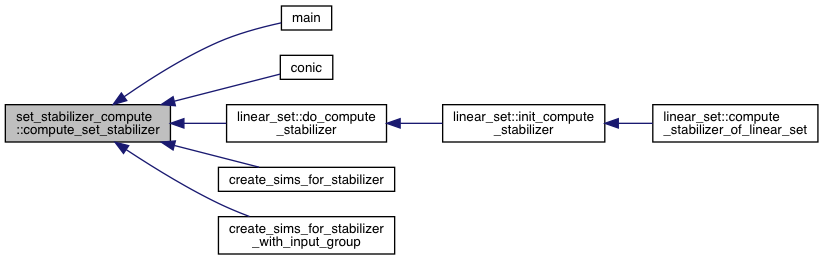 main
conic
set_stabilizer_compute
::compute_set_stabilizer
linear_set::do_compute
_stabilizer
linear_set::init_compute
_stabilizer
linear_set::compute
_stabilizer_of_linear_set
create_sims_for_stabilizer
create_sims_for_stabilizer
_with_input_group